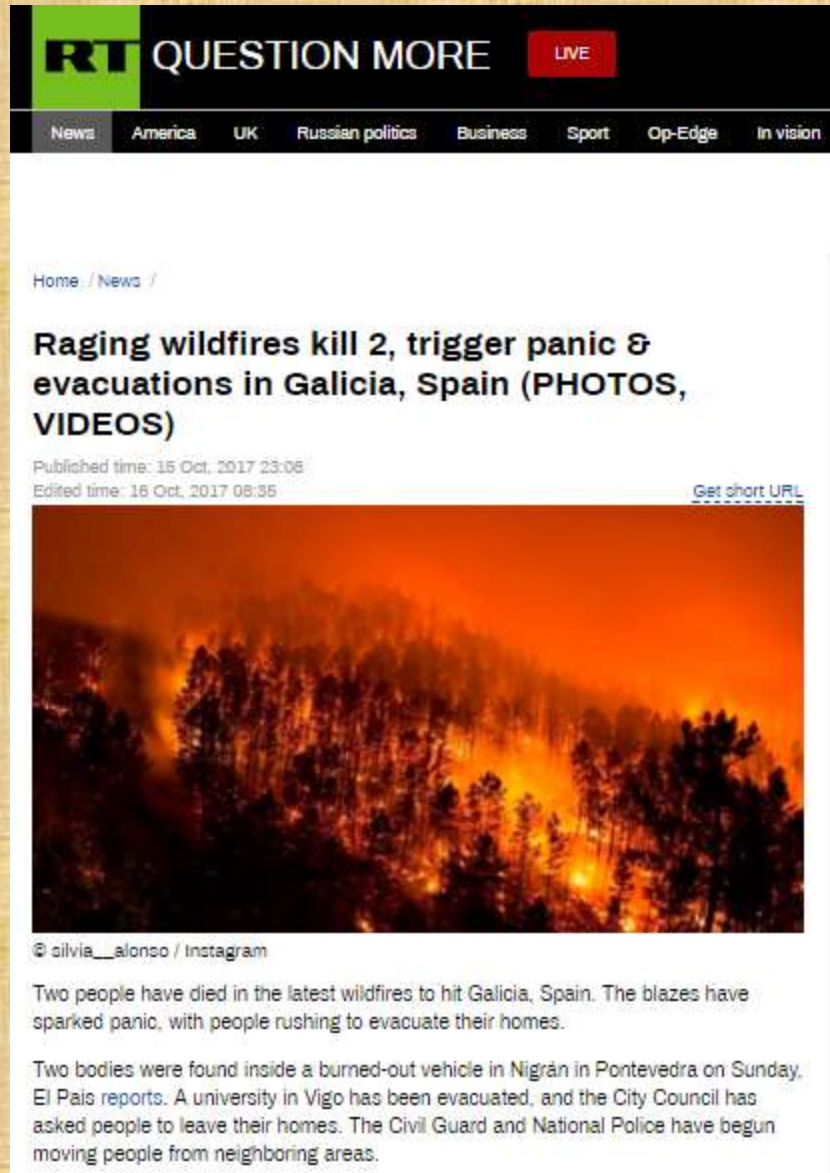 RT QUESTION MORE LIVE
News America UK Russian politics Business Sport Op-Edge In vision
Home / News /
Raging wildfires kill 2, trigger panic &
evacuations in Galicia, Spain (PHOTOS,
VIDEOS)
Published time: 15 Oct, 2017 23:06
Edited time: 16 Oct, 2017 06:35
Get short URL
© silvia__alonso / Instagram
Two people have died in the latest wildfires to hit Galicia, Spain. The blazes have
sparked panic, with people rushing to evacuate their homes.
Two bodies were found inside a burned-out vehicle in Nigrán in Pontevedra on Sunday,
El Pais reports. A university in Vigo has been evacuated, and the City Council has
asked people to leave their homes. The Civil Guard and National Police have begun
moving people from neighboring areas.